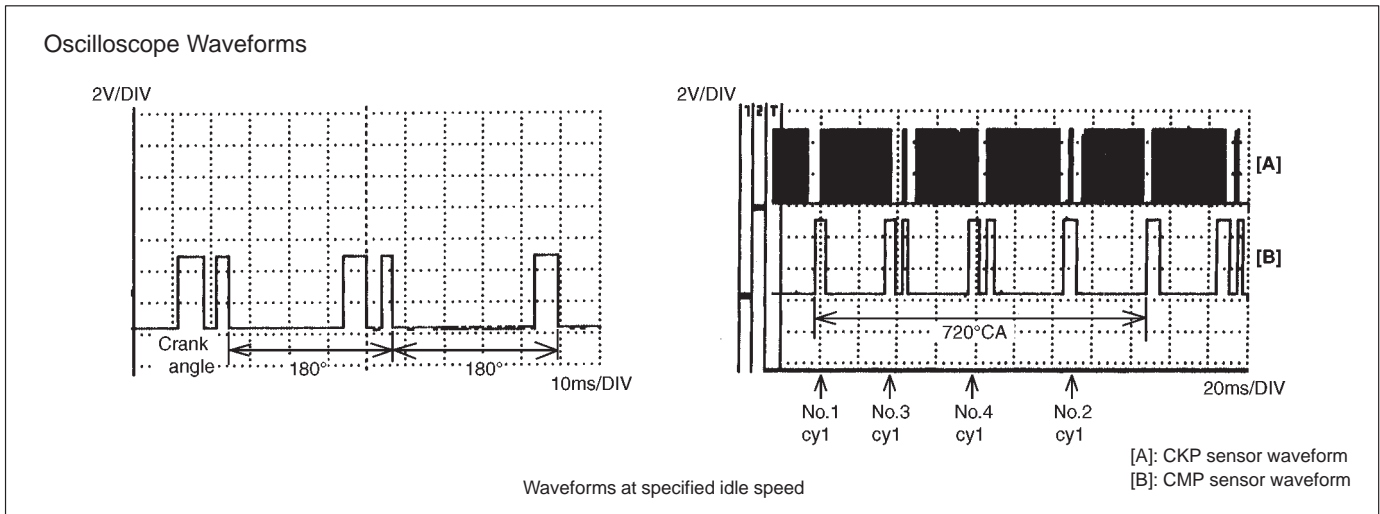 Oscilloscope Waveforms
2V/DIV
Crank
angle
180°
180°
10ms/DIV
2V/DIV
1 2 T
[A]
[B]
720°CA
20ms/DIV
No.1 No.3 No.4 No.2
cy1 cy1 cy1 cy1
[A]: CKP sensor waveform
[B]: CMP sensor waveform
Waveforms at specified idle speed